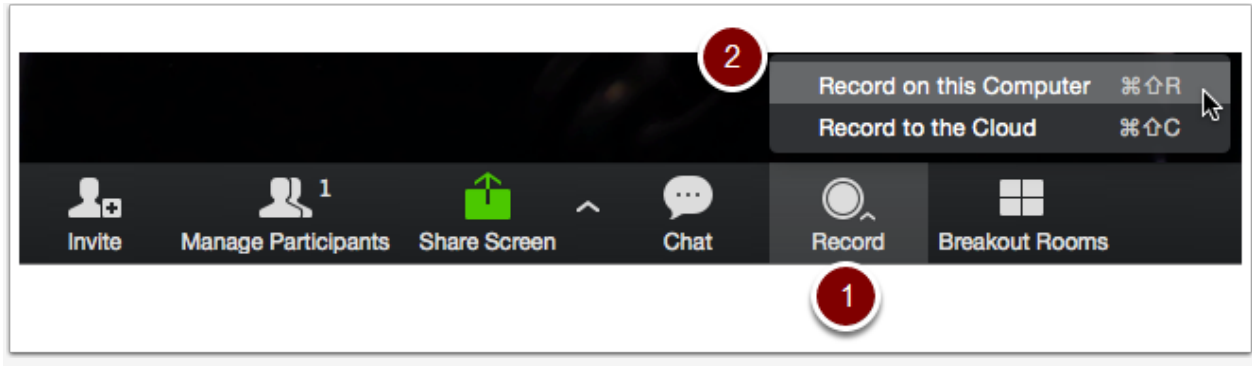 2
Record on this Computer ⌘⇧R
Record to the Cloud ⌘⇧C
1
Invite Manage Participants Share Screen Chat Record Breakout Rooms
1